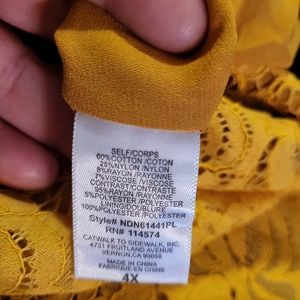 SELF/CORPS
60%COTTON /COTON
25%NYLON /NYLON
8%RAYON /RAYONNE
7%VISCOSE /VISCOSE
CONTRAST/CONTRASTE
95%RAYON /RAYONNE
5%POLYESTER /POLYESTER
LINING/DOUBLURE
100%POLYESTER /POLYESTER
Style# NDN61441PL
RN# 114574
CATWALK TO SIDEWALK, INC.
4731 FRUITLAND AVENUE
VERNON,CA 90058
MADE IN CHINA
FABRIQUE EN CHINE
4X